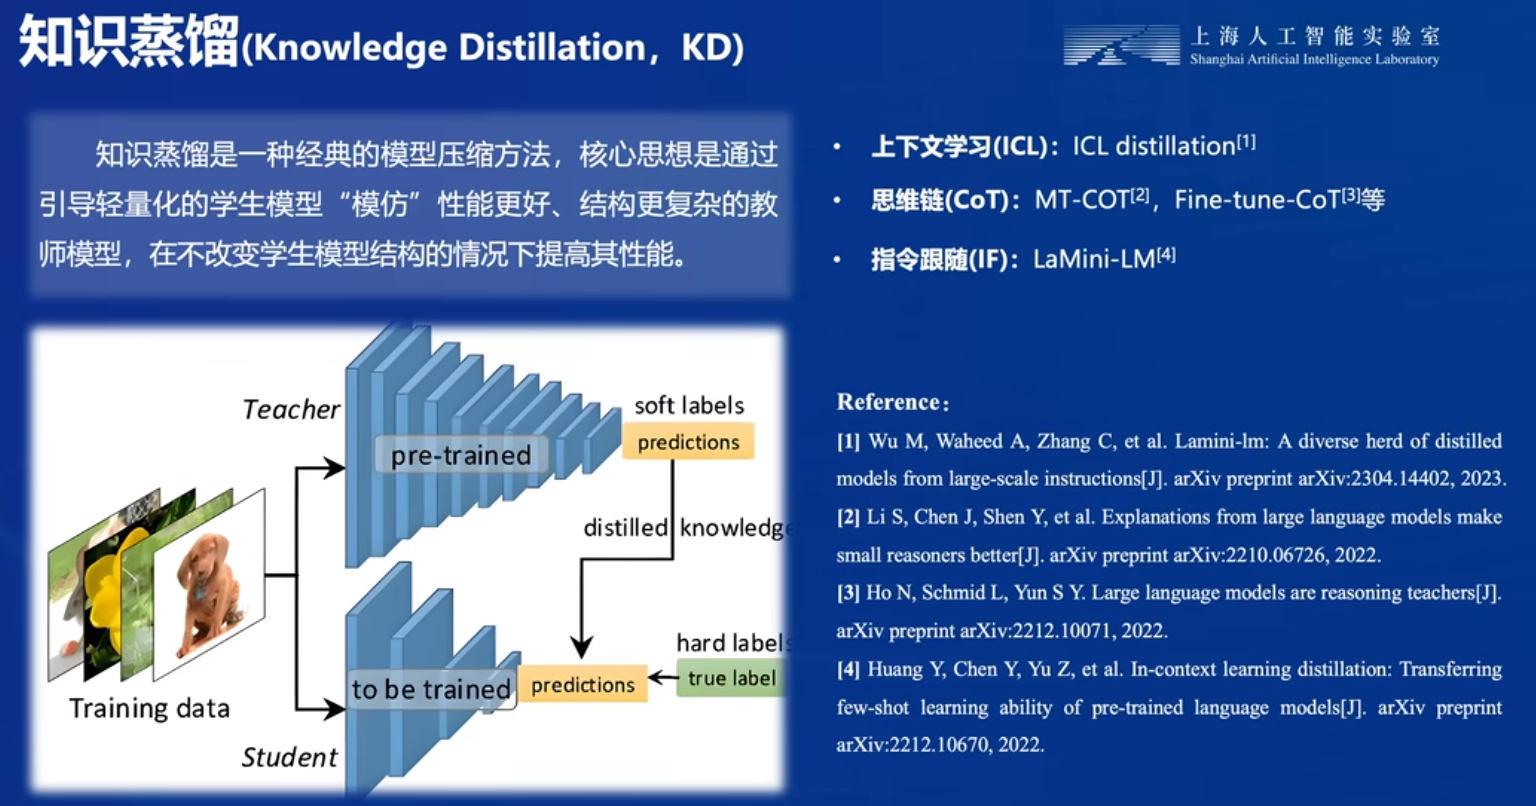 知识蒸馏(Knowledge Distillation，KD)
上海人工智能实验室
Shanghai Artificial Intelligence Laboratory
知识蒸馏是一种经典的模型压缩方法，核心思想是通过
引导轻量化的学生模型“模仿”性能更好、结构更复杂的教
师模型，在不改变学生模型结构的情况下提高其性能。
• 上下文学习(ICL)：ICL distillation[1]
• 思维链(CoT)：MT-COT[2]，Fine-tune-CoT[3]等
• 指令跟随(IF)：LaMini-LM[4]
Teacher
pre-trained
soft labels
predictions
distilled knowledge
Training data
to be trained
predictions
hard labels
true label
Student
Reference：
[1] Wu M, Waheed A, Zhang C, et al. Lamini-lm: A diverse herd of distilled
models from large-scale instructions[J]. arXiv preprint arXiv:2304.14402, 2023.
[2] Li S, Chen J, Shen Y, et al. Explanations from large language models make
small reasoners better[J]. arXiv preprint arXiv:2210.06726, 2022.
[3] Ho N, Schmid L, Yun S Y. Large language models are reasoning teachers[J].
arXiv preprint arXiv:2212.10071, 2022.
[4] Huang Y, Chen Y, Yu Z, et al. In-context learning distillation: Transferring
few-shot learning ability of pre-trained language models[J]. arXiv preprint
arXiv:2212.10670, 2022.